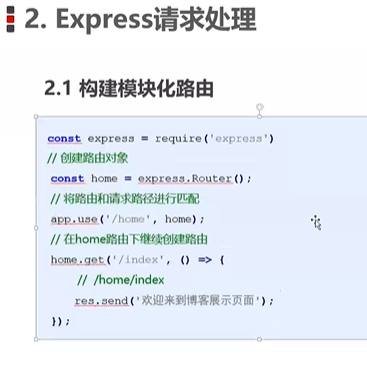 2. Express请求处理
2.1 构建模块化路由
const express = require('express')
// 创建路由对象
const home = express.Router();
// 将路由和请求路径进行匹配
app.use('/home', home);
// 在home路由下继续创建路由
home.get('/index', () => {
// /home/index
res.send('欢迎来到博客展示页面');
});